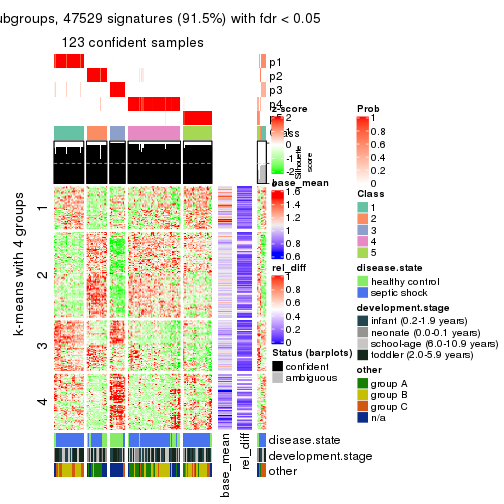 ubgroups, 47529 signatures (91.5%) with fdr < 0.05
123 confident samples
p1
p2
p3
p4
Class
Silhouette
score
k-means with 4 groups
1
2
3
4
z-score
2
1
0
-1
-2
base_mean
1.6
1.4
1.2
1
0.8
0.6
rel_diff
1
0.8
0.6
0.4
0.2
0
Status (barplots)
confident
ambiguous
Prob
1
0.8
0.6
0.4
0.2
0
Class
1
2
3
4
5
disease.state
healthy control
septic shock
development.stage
infant (0.2-1.9 years)
neonate (0.0-0.1 years)
school-age (6.0-10.9 years)
toddler (2.0-5.9 years)
other
group A
group B
group C
n/a
disease.state
development.stage
other
base_mean
rel_diff